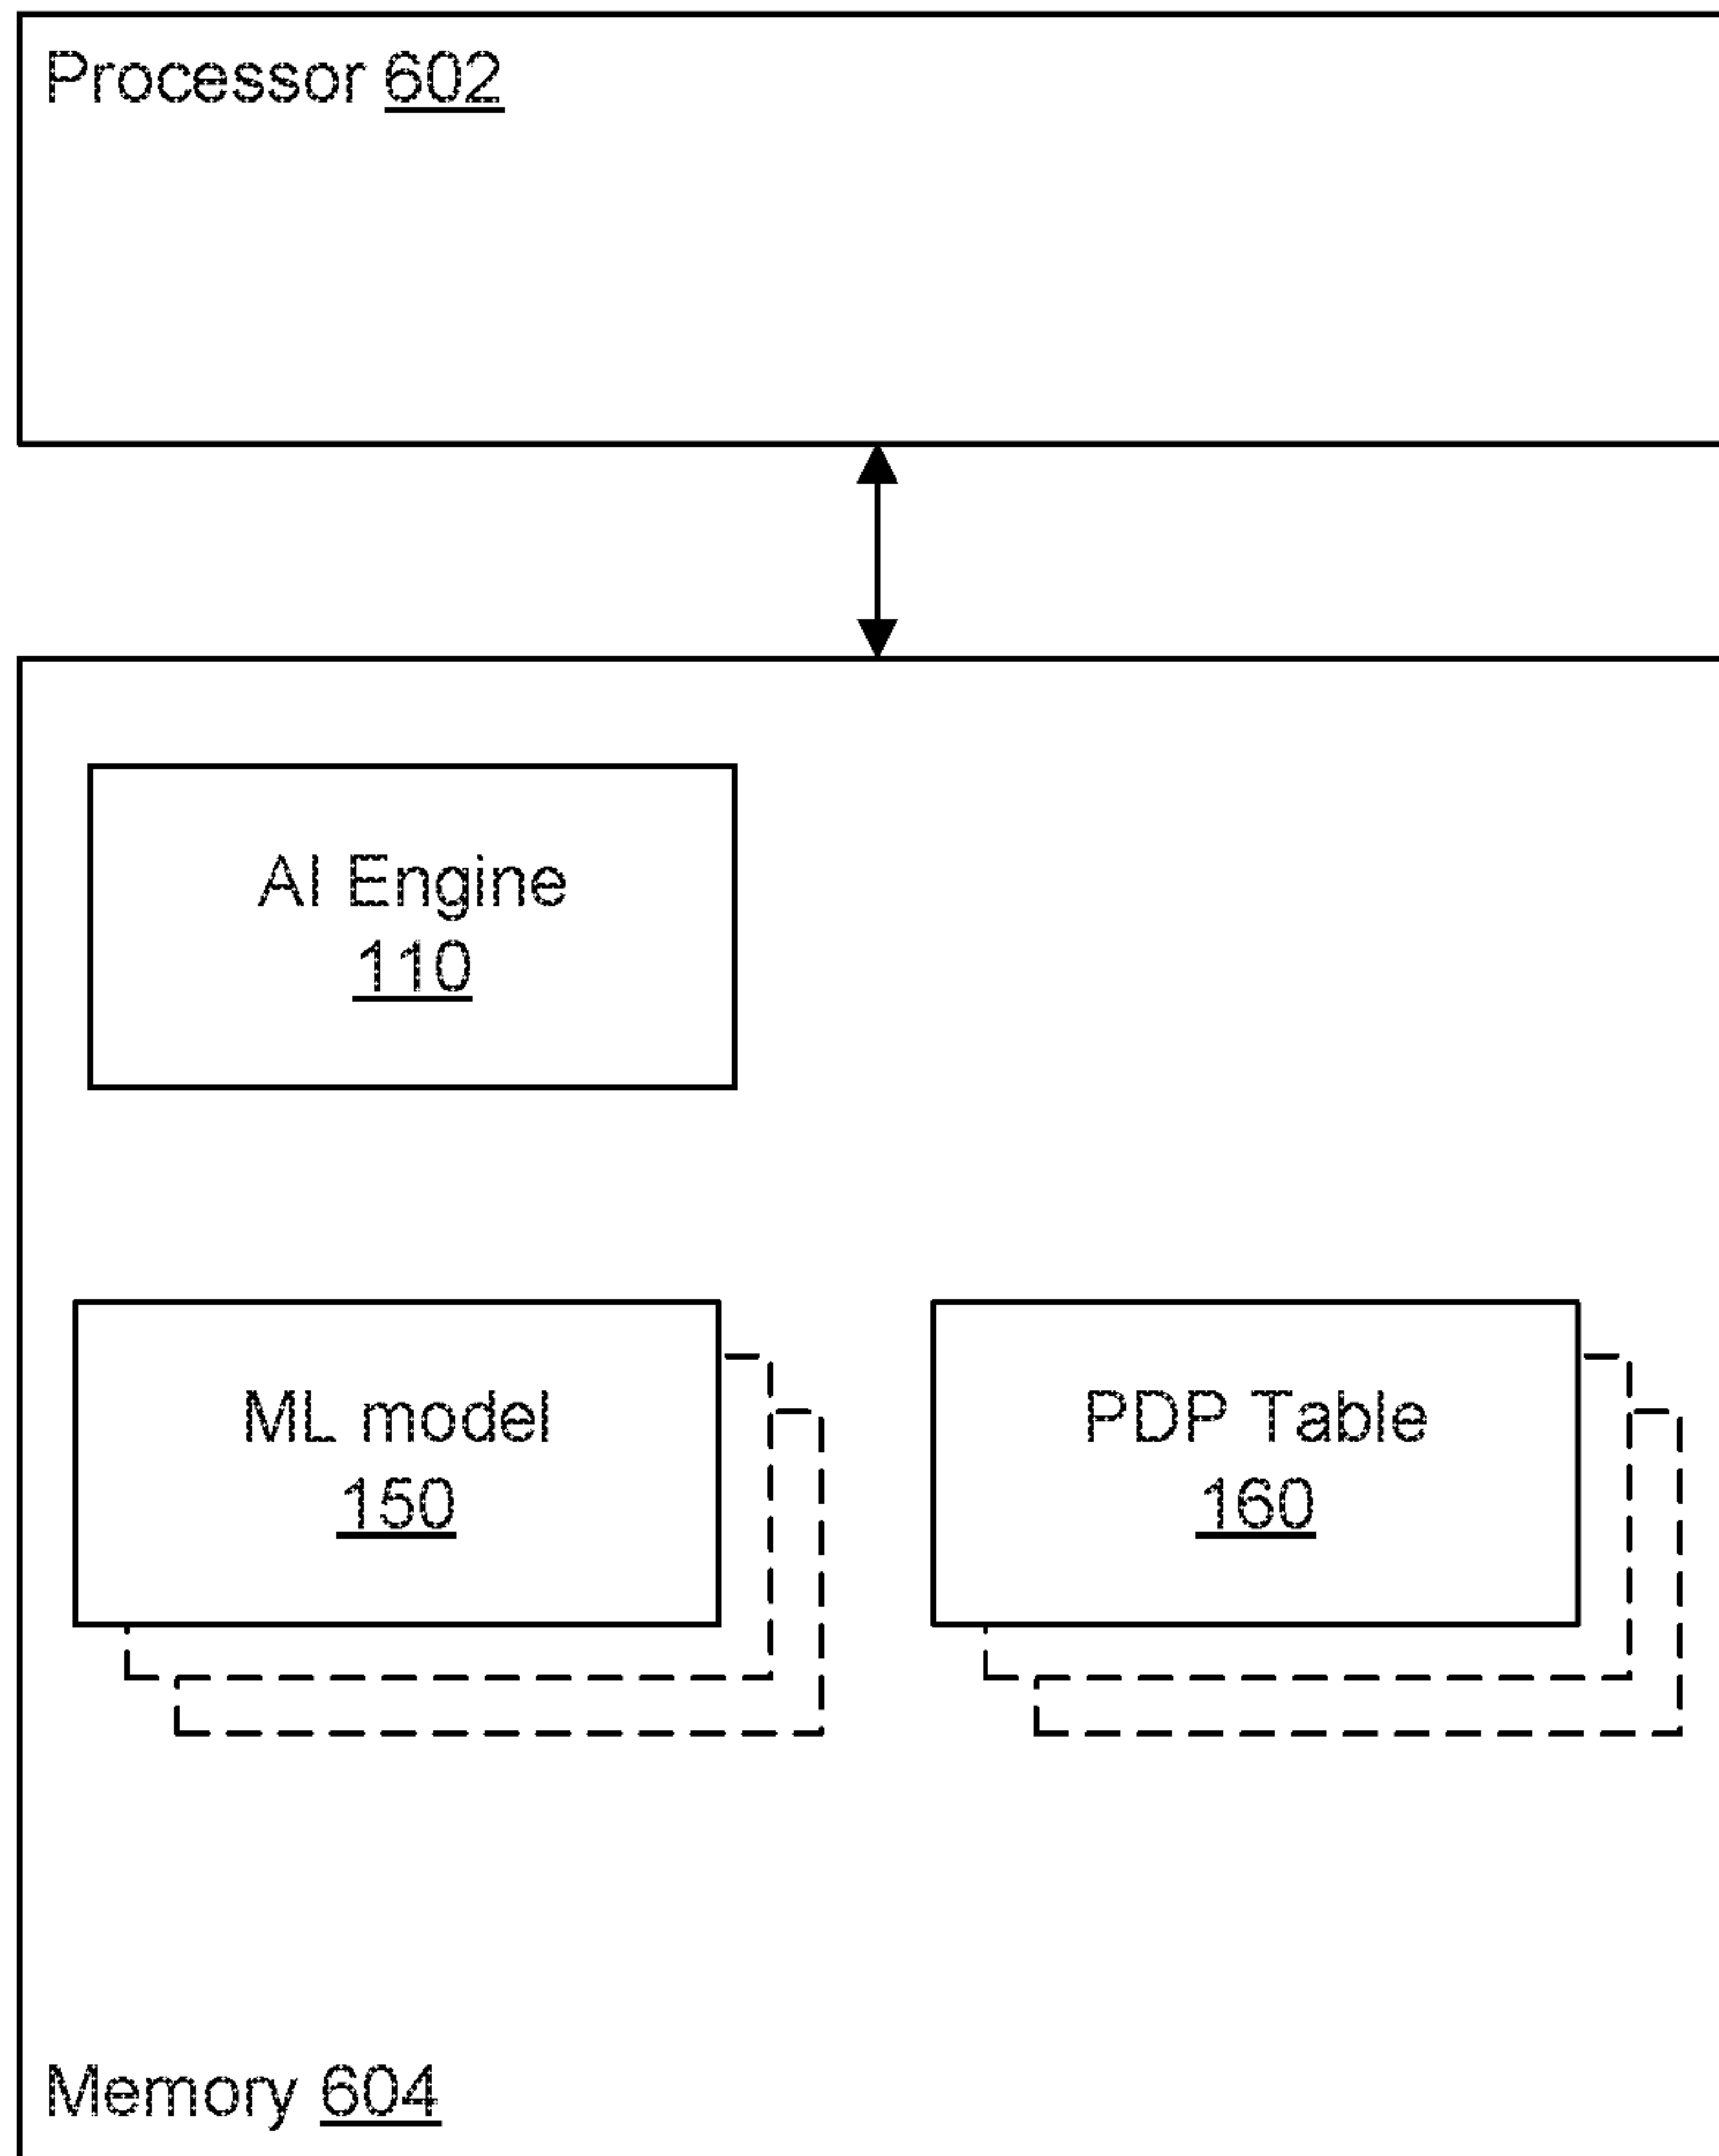 Processor 602
AI Engine
110
ML model
150
PDP Table
160
Memory 604